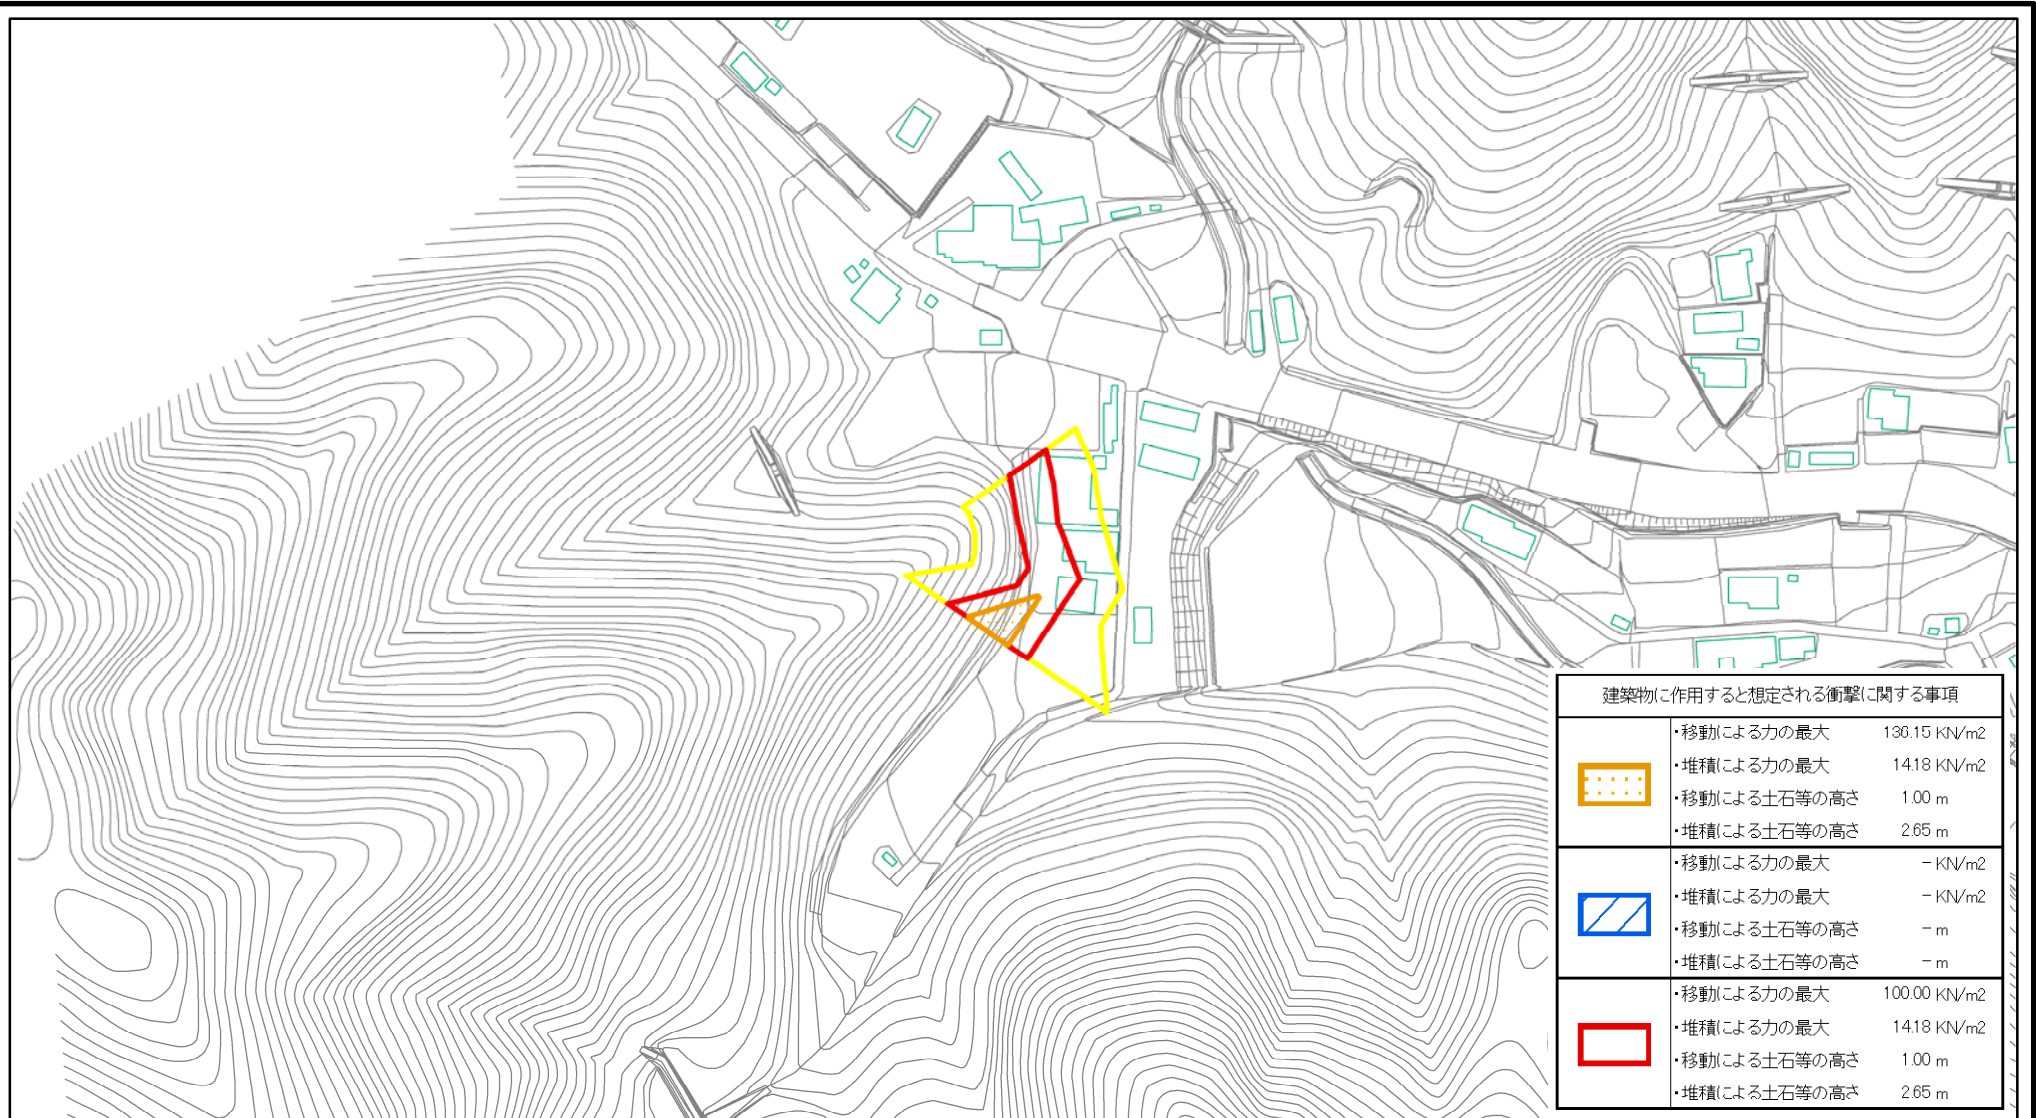 建築物に作用すると想定される衝撃に関する事項
・移動による力の最大 136.15 KN/m2
・堆積による力の最大 14.18 KN/m2
・移動による土石等の高さ 1.00 m
・堆積による土石等の高さ 2.65 m
・移動による力の最大 - KN/m2
・堆積による力の最大 - KN/m2
・移動による土石等の高さ - m
・堆積による土石等の高さ - m
・移動による力の最大 100.00 KN/m2
・堆積による力の最大 14.18 KN/m2
・移動による土石等の高さ 1.00 m
・堆積による土石等の高さ 2.65 m